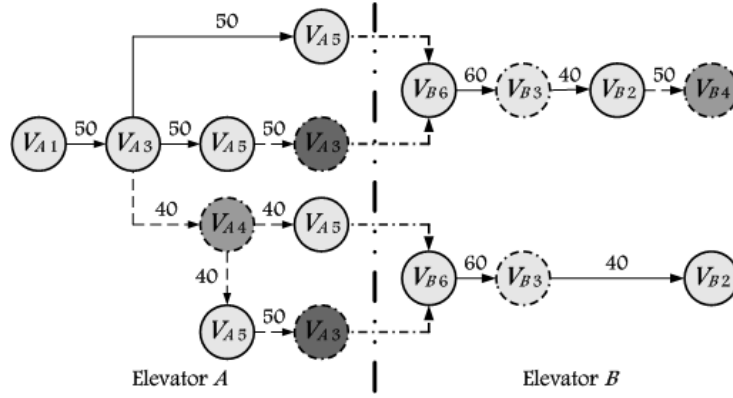 50 V_A5
V_B6 60 V_B3 40 V_B2 50 V_B4
V_A1 50 V_A3 50 V_A5 50 V_A3
40 V_A4 40 V_A5
40
V_B6 60 V_B3 40 V_B2
V_A5 50 V_A3
Elevator A Elevator B